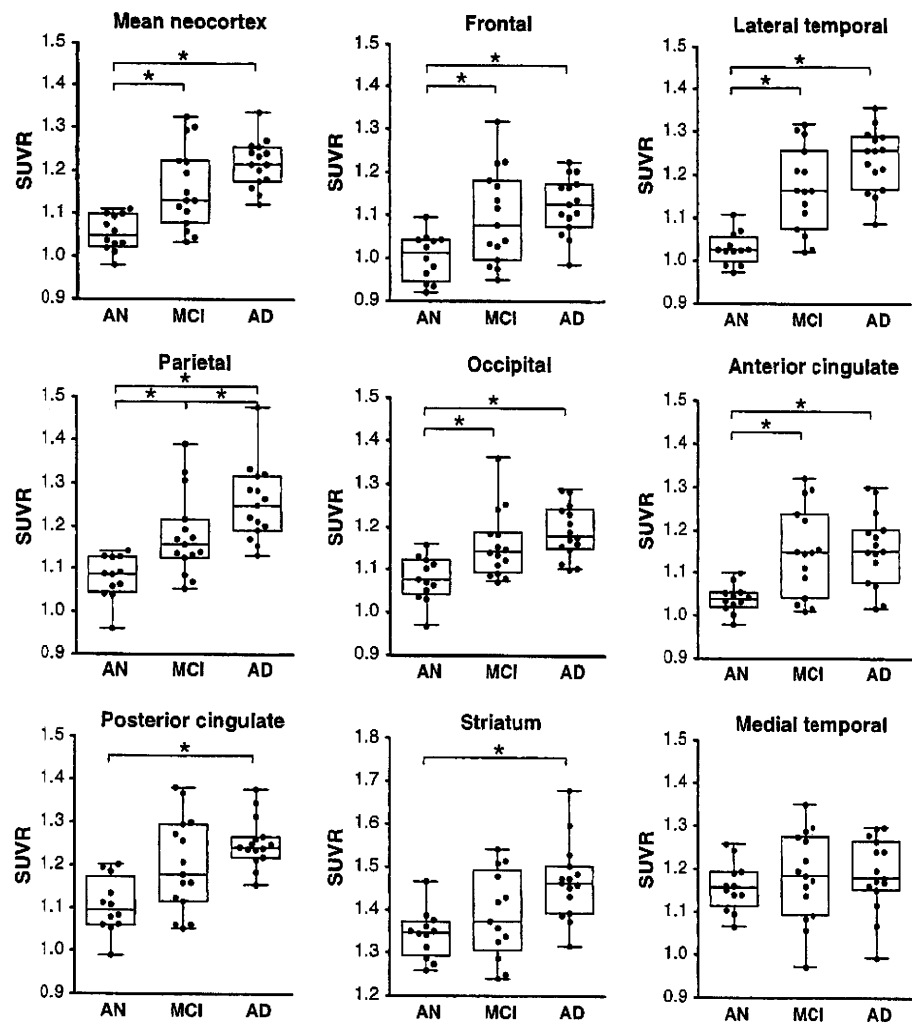 Mean neocortex
1.5
1.4
1.3
1.2
1.1
1.0
0.9
SUVR
*
*
AN MCI AD
Frontal
1.5
1.4
1.3
1.2
1.1
1.0
0.9
SUVR
*
*
AN MCI AD
Lateral temporal
1.5
1.4
1.3
1.2
1.1
1.0
0.9
SUVR
*
*
AN MCI AD
Parietal
1.5
1.4
1.3
1.2
1.1
1.0
0.9
SUVR
*
* *
AN MCI AD
Occipital
1.5
1.4
1.3
1.2
1.1
1.0
0.9
SUVR
*
*
AN MCI AD
Anterior cingulate
1.5
1.4
1.3
1.2
1.1
1.0
0.9
SUVR
*
*
AN MCI AD
Posterior cingulate
1.5
1.4
1.3
1.2
1.1
1.0
0.9
SUVR
*
AN MCI AD
Striatum
1.8
1.7
1.6
1.5
1.4
1.3
1.2
SUVR
*
AN MCI AD
Medial temporal
1.5
1.4
1.3
1.2
1.1
1.0
0.9
SUVR
AN MCI AD